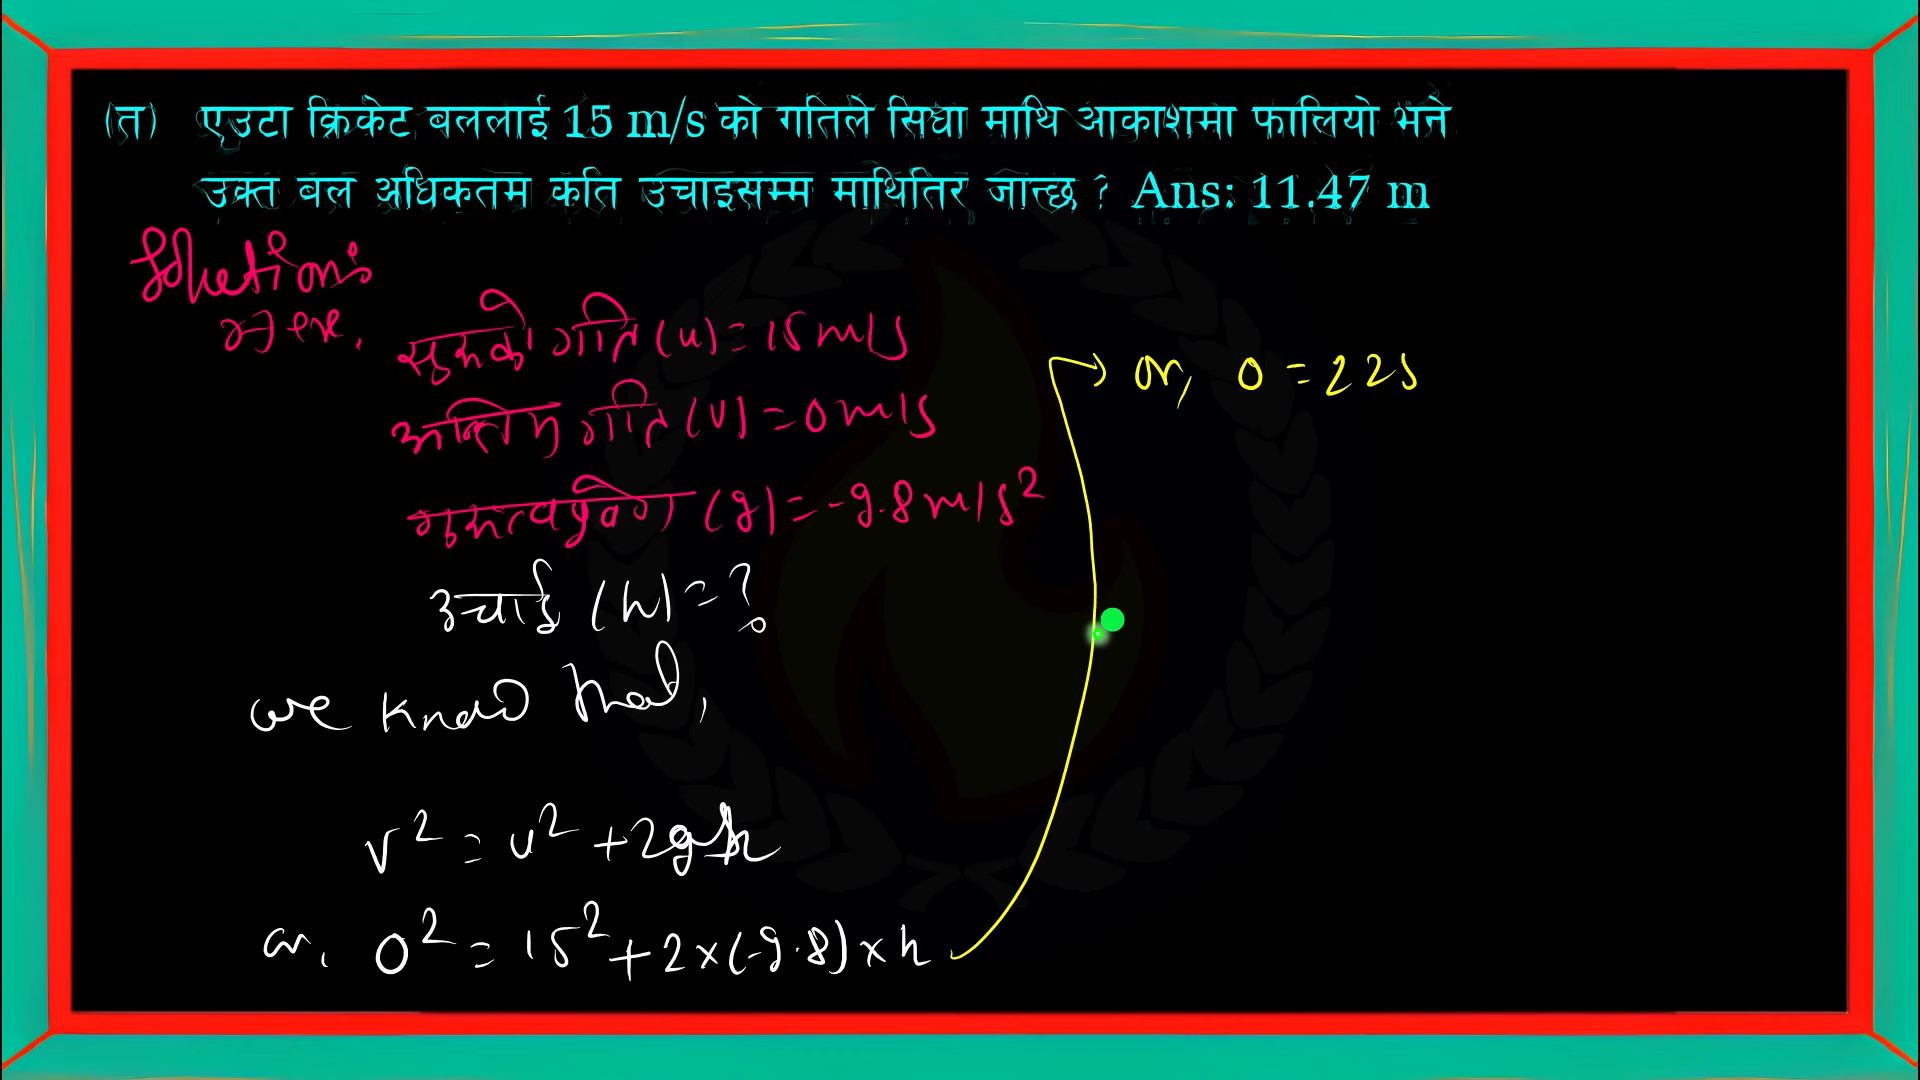 (त) एउटा क्रिकेट बललाई 15 m/s को गतिले सिधा माथि आकाशमा फालियो भने
उक्त बल अधिकतम कति उचाइसम्म माथितिर जान्छ ? Ans: 11.47 m
Solution:
Here,
सुरुको गति (u) = 15 m/s
अन्तिम गति (v) = 0 m/s
गुरुत्वप्रवेग (g) = -9.8 m/s²
उचाई (h) = ?
we know that,
v² = u² + 2gh
or, 0² = 15² + 2×(-9.8)×h
or, 0 = 225